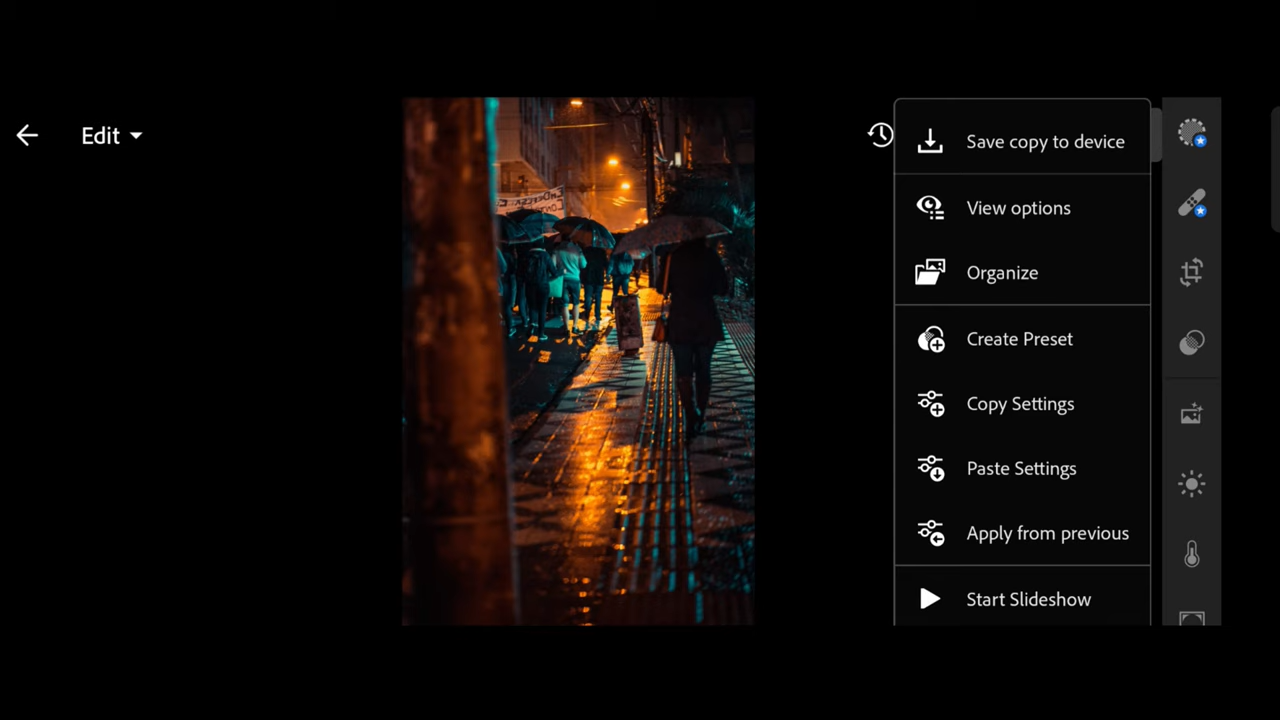 Edit
Save copy to device
View options
Organize
Create Preset
Copy Settings
Paste Settings
Apply from previous
Start Slideshow